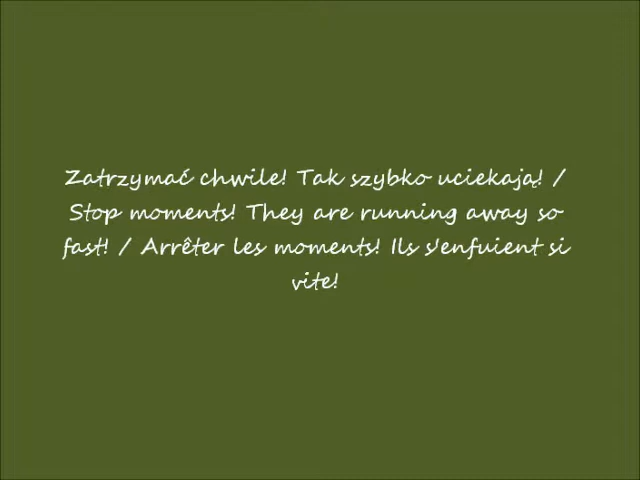 Zatrzymać chwile! Tak szybko uciekają! /
Stop moments! They are running away so
fast! / Arrêter les moments! Ils s'enfuient si
vite!